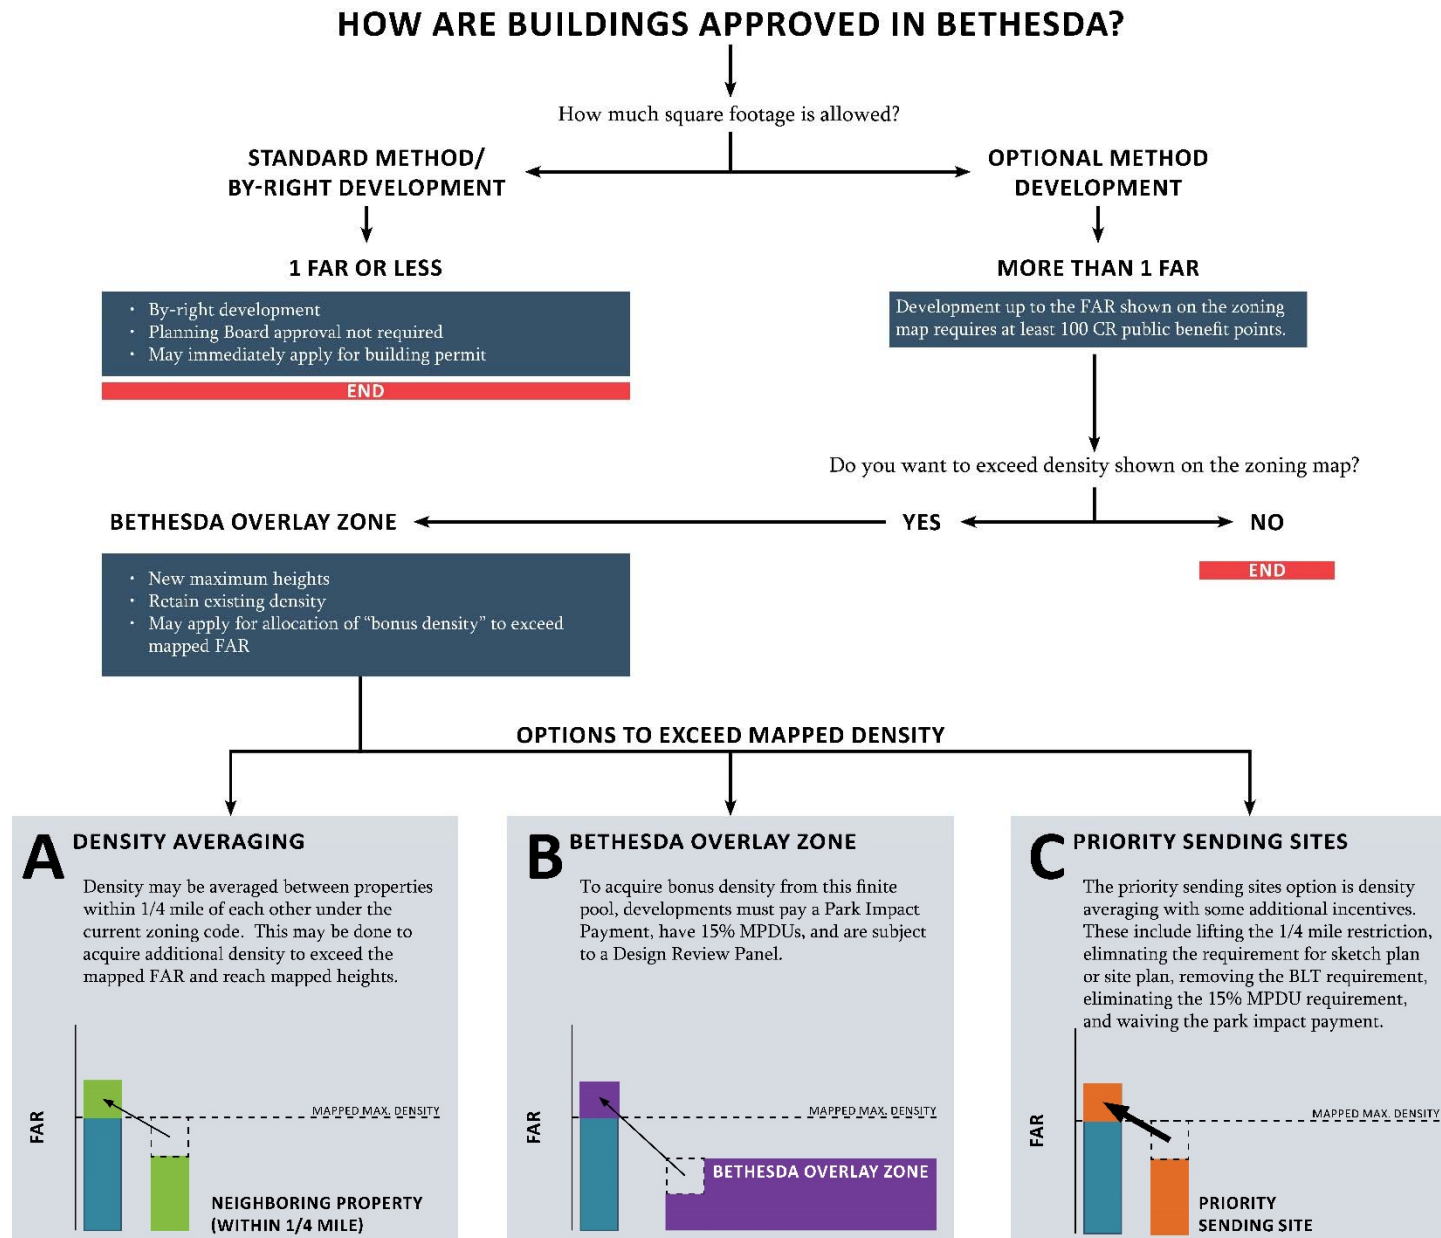 HOW ARE BUILDINGS APPROVED IN BETHESDA?
How much square footage is allowed?
STANDARD METHOD/
BY-RIGHT DEVELOPMENT
OPTIONAL METHOD
DEVELOPMENT
1 FAR OR LESS
MORE THAN 1 FAR
· By-right development
· Planning Board approval not required
· May immediately apply for building permit
END
Development up to the FAR shown on the zoning
map requires at least 100 CR public benefit points.
Do you want to exceed density shown on the zoning map?
BETHESDA OVERLAY ZONE
YES
NO
END
· New maximum heights
· Retain existing density
· May apply for allocation of “bonus density” to exceed
mapped FAR
OPTIONS TO EXCEED MAPPED DENSITY
A DENSITY AVERAGING
Density may be averaged between properties
within 1/4 mile of each other under the
current zoning code. This may be done to
acquire additional density to exceed the
mapped FAR and reach mapped heights.
FAR
MAPPED MAX. DENSITY
NEIGHBORING PROPERTY
(WITHIN 1/4 MILE)
B BETHESDA OVERLAY ZONE
To acquire bonus density from this finite
pool, developments must pay a Park Impact
Payment, have 15% MPDUs, and are subject
to a Design Review Panel.
FAR
MAPPED MAX. DENSITY
BETHESDA OVERLAY ZONE
C PRIORITY SENDING SITES
The priority sending sites option is density
averaging with some additional incentives.
These include lifting the 1/4 mile restriction,
elimnating the requirement for sketch plan
or site plan, removing the BLT requirement,
eliminating the 15% MPDU requirement,
and waiving the park impact payment.
FAR
MAPPED MAX. DENSITY
PRIORITY
SENDING SITE